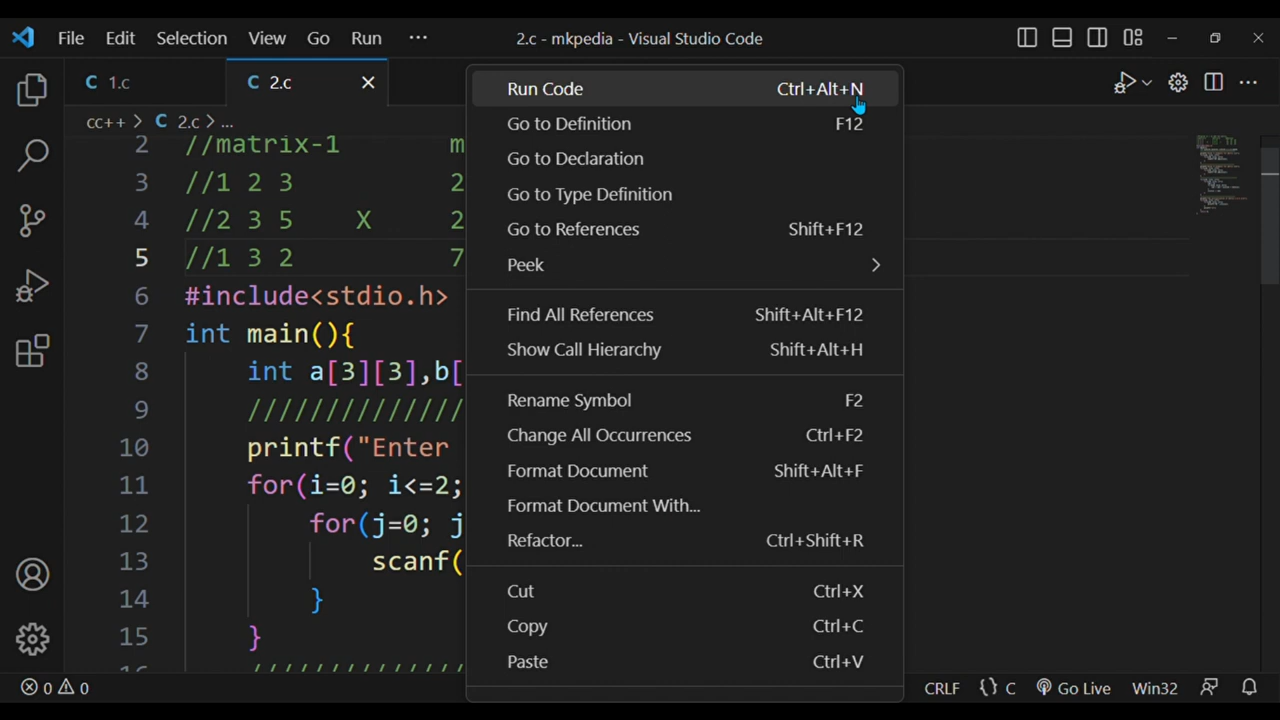 File Edit Selection View Go Run ... 2.c - mkpedia - Visual Studio Code
C 1.c C 2.c
cc++ > C 2.c > ...
2 //matrix-1 m
3 //1 2 3 2
4 //2 3 5 X 2
5 //1 3 2 7
6 #include<stdio.h>
7 int main(){
8 int a[3][3],b[
9 //////////////
10 printf("Enter
11 for(i=0; i<=2;
12 for(j=0; j
13 scanf(
14 }
15 }
16 //////////////
Run Code Ctrl+Alt+N
Go to Definition F12
Go to Declaration
Go to Type Definition
Go to References Shift+F12
Peek >
Find All References Shift+Alt+F12
Show Call Hierarchy Shift+Alt+H
Rename Symbol F2
Change All Occurrences Ctrl+F2
Format Document Shift+Alt+F
Format Document With...
Refactor... Ctrl+Shift+R
Cut Ctrl+X
Copy Ctrl+C
Paste Ctrl+V
0 0 CRLF {} C Go Live Win32